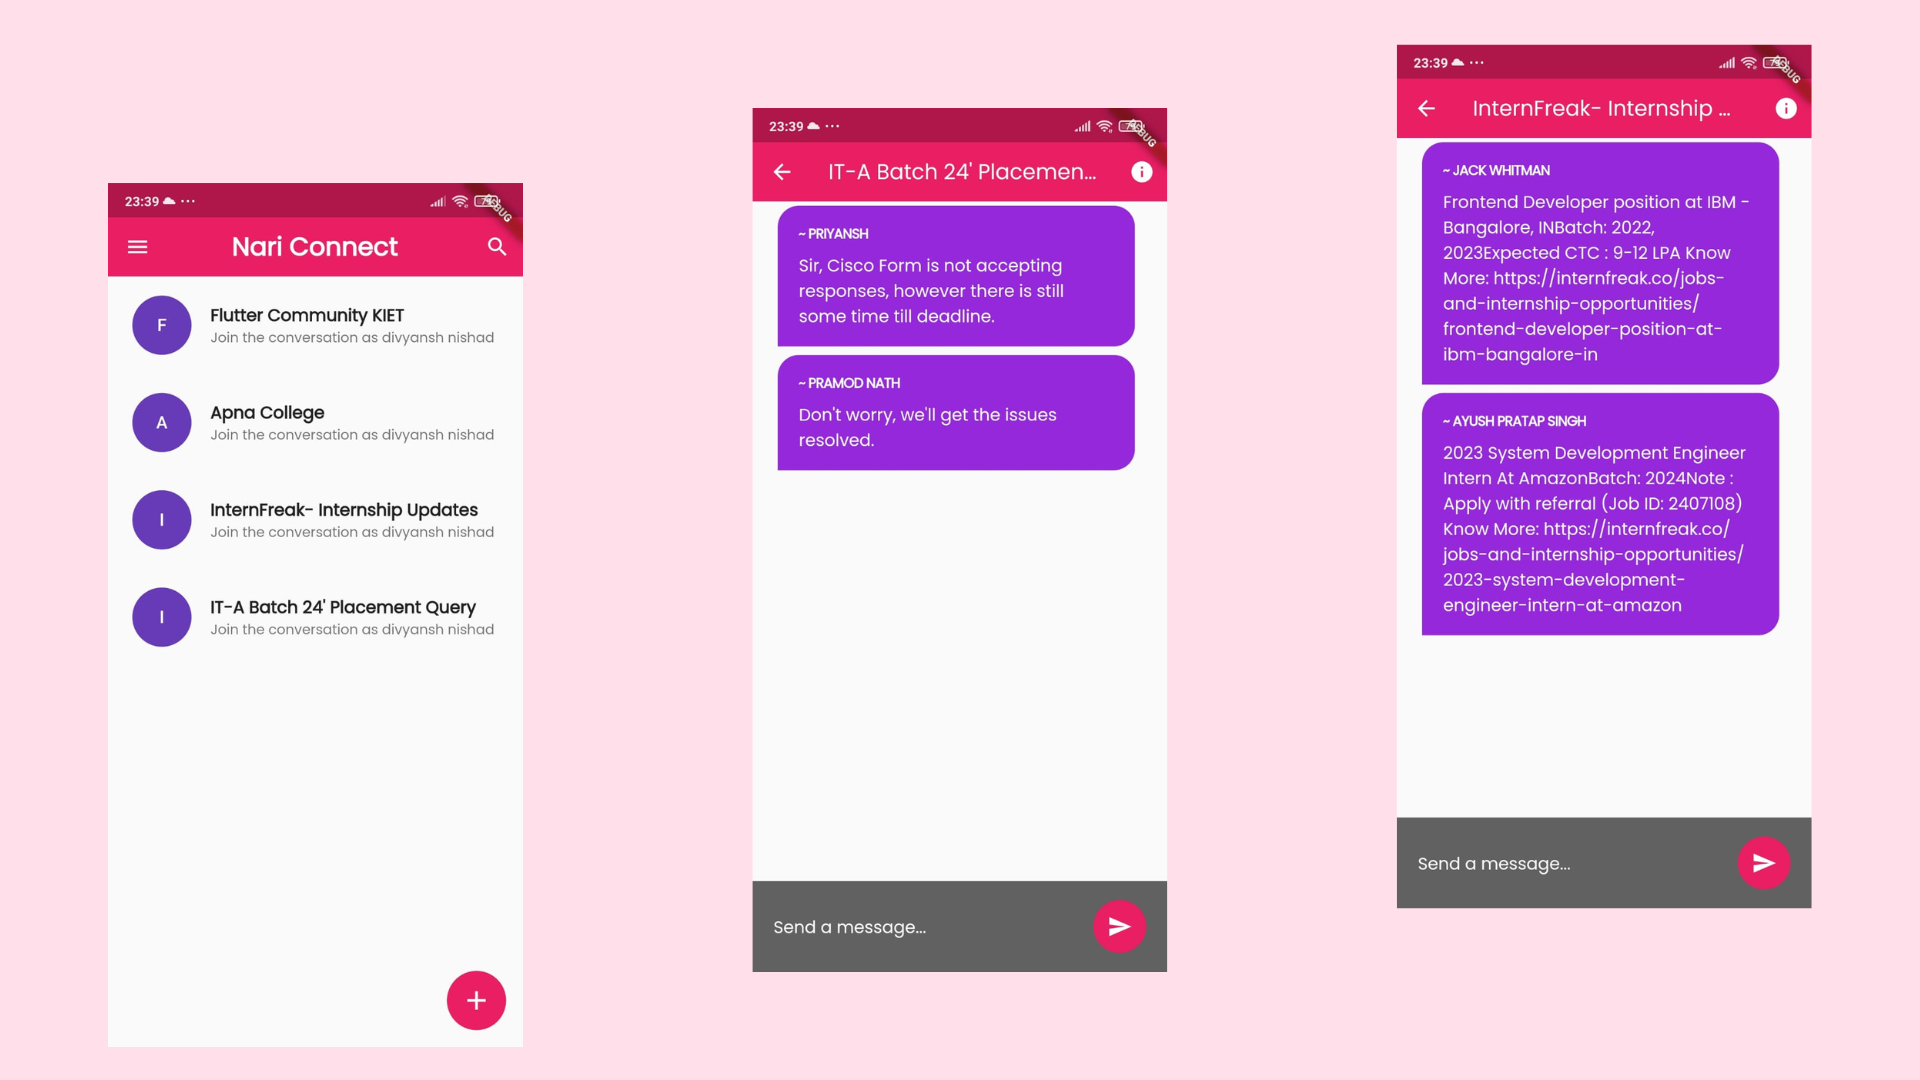 23:39
DEBUG
Nari Connect
F
Flutter Community KIET
Join the conversation as divyansh nishad
A
Apna College
Join the conversation as divyansh nishad
I
InternFreak- Internship Updates
Join the conversation as divyansh nishad
I
IT-A Batch 24' Placement Query
Join the conversation as divyansh nishad
23:39
DEBUG
IT-A Batch 24' Placemen...
~ PRIYANSH
Sir, Cisco Form is not accepting
responses, however there is still
some time till deadline.
~ PRAMOD NATH
Don't worry, we'll get the issues
resolved.
Send a message...
23:39
DEBUG
InternFreak- Internship ...
~ JACK WHITMAN
Frontend Developer position at IBM -
Bangalore, INBatch: 2022,
2023Expected CTC : 9-12 LPA Know
More: https://internfreak.co/jobs-
and-internship-opportunities/
frontend-developer-position-at-
ibm-bangalore-in
~ AYUSH PRATAP SINGH
2023 System Development Engineer
Intern At AmazonBatch: 2024Note :
Apply with referral (Job ID: 2407108)
Know More: https://internfreak.co/
jobs-and-internship-opportunities/
2023-system-development-
engineer-intern-at-amazon
Send a message...